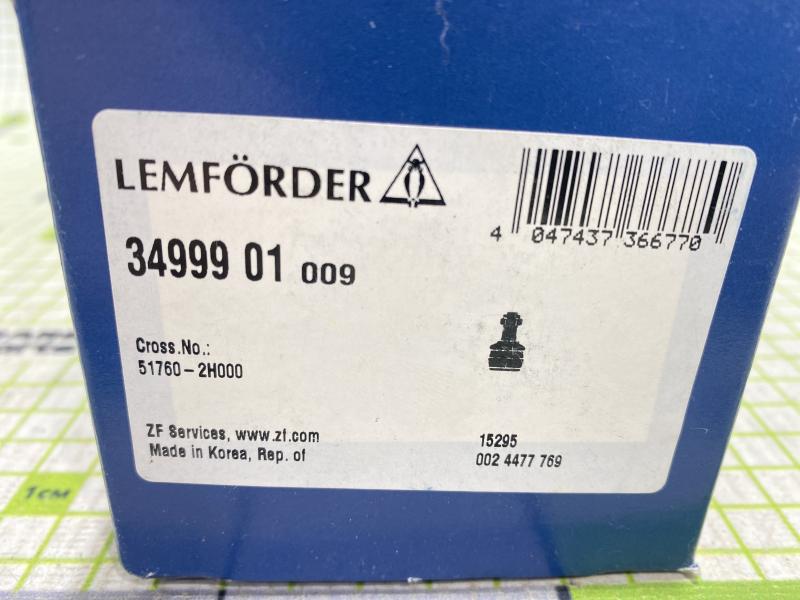 LEMFÖRDER
4 047437 366770
34999 01 009
Cross.No.:
51760-2H000
ZF Services, www.zf.com
Made in Korea, Rep. of
15295
002 4477 769
1CM